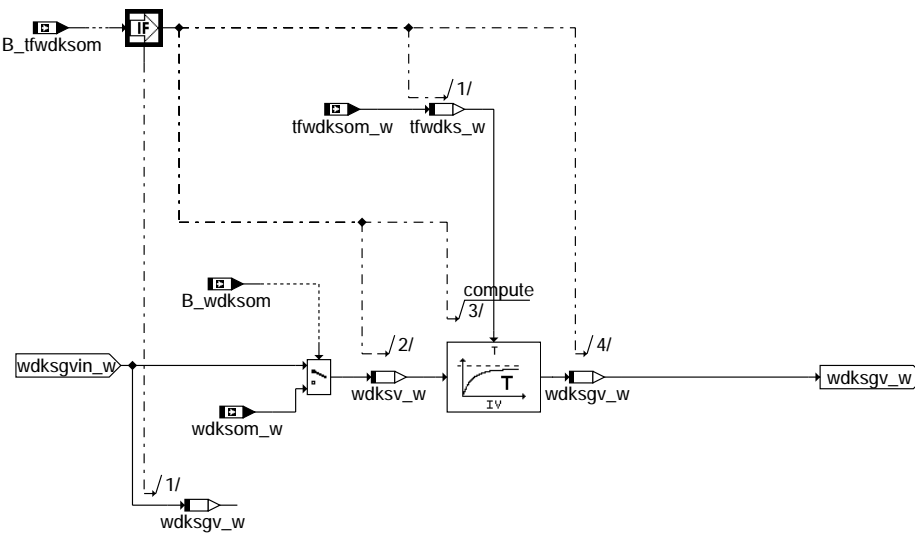 IF
B_tfwdksom
1/
tfwdksom_w
tfwdks_w
B_wdksom
compute
3/
2/
T
4/
wdksgvin_w
T
IV
wdksv_w
wdksgv_w
wdksgv_w
wdksom_w
1/
wdksgv_w